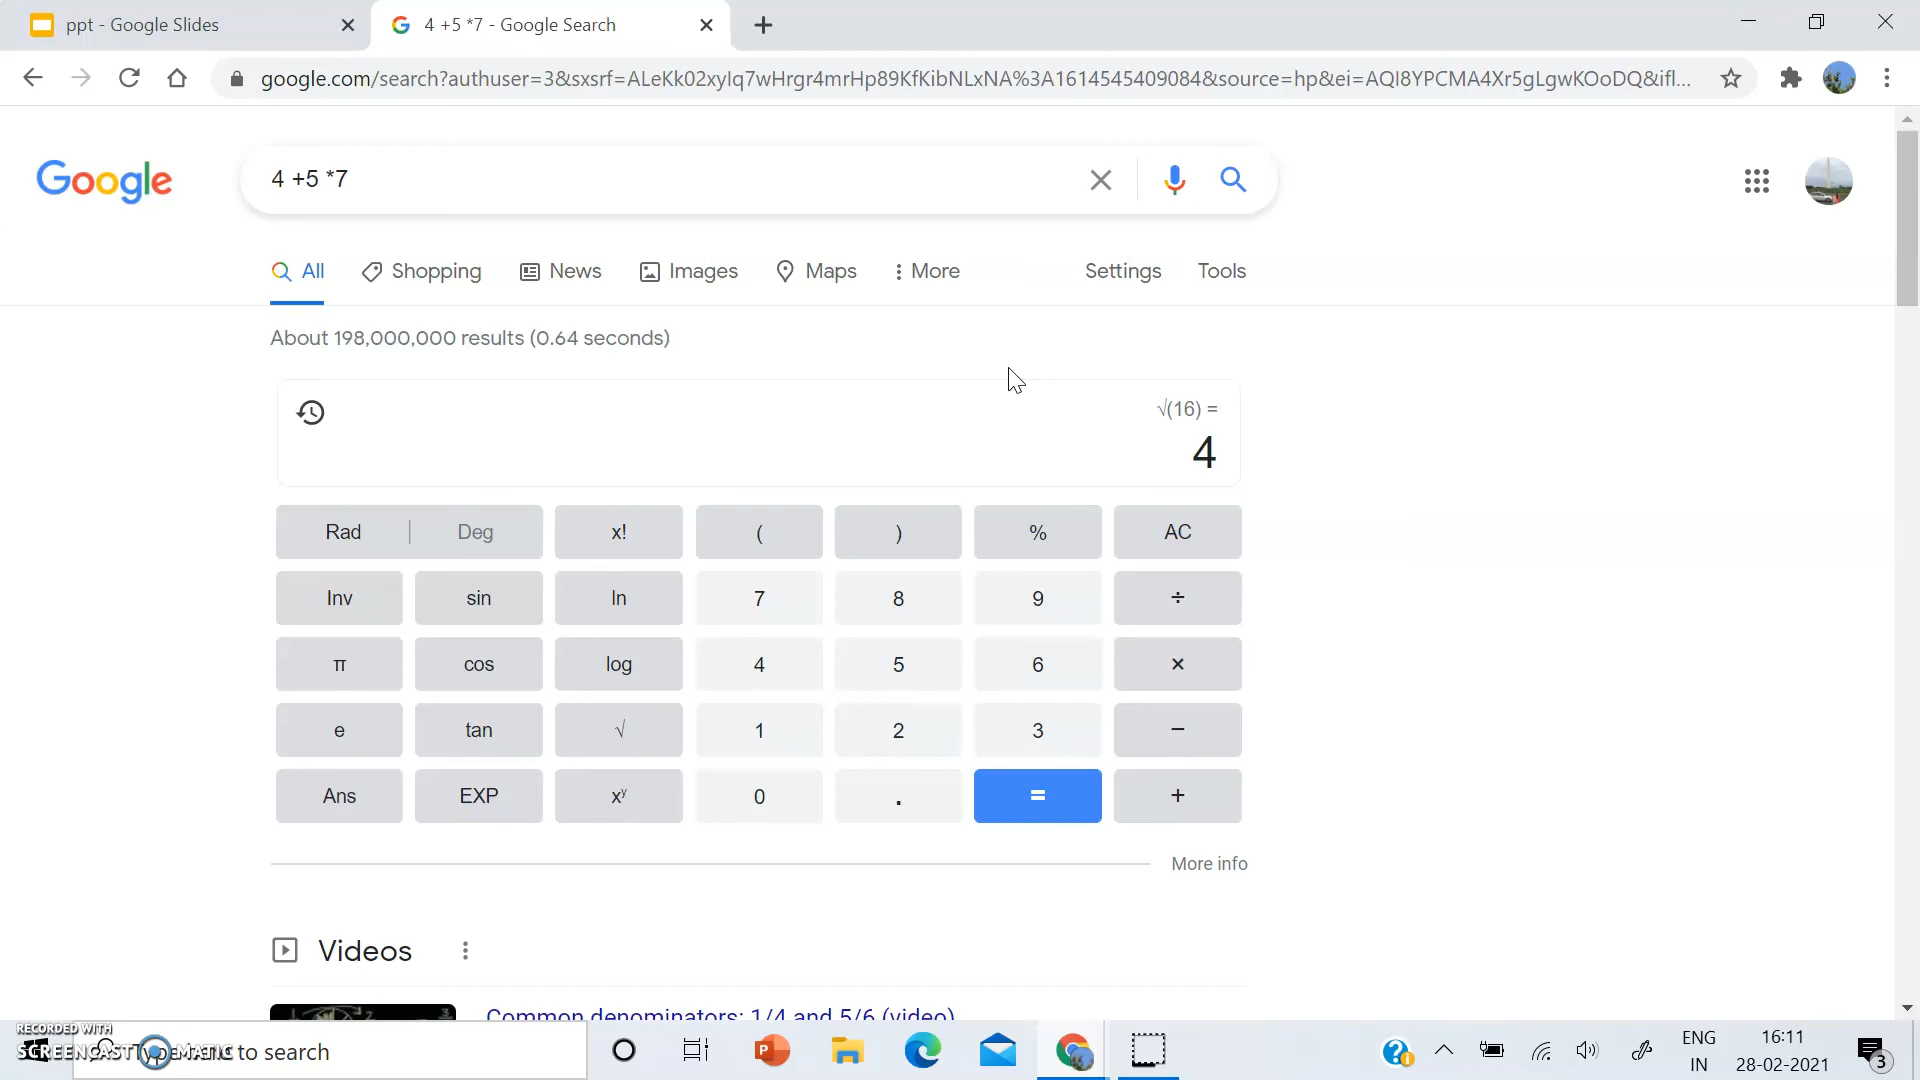 ppt - Google Slides
4 +5 *7 - Google Search
google.com/search?authuser=3&sxsrf=ALeKk02xyIq7wHrgr4mrHp89KfKibNLxNA%3A1614545409084&source=hp&ei=AQI8YPCMA4Xr5gLgwKOoDQ&ifl...
Google
4 +5 *7
All Shopping News Images Maps More Settings Tools
About 198,000,000 results (0.64 seconds)
√(16) =
4
Rad | Deg x! ( ) % AC
Inv sin ln 7 8 9 ÷
π cos log 4 5 6 ×
e tan √ 1 2 3 −
Ans EXP xʸ 0 . = +
More info
Videos
Common denominators: 1/4 and 5/6 (video)
RECORDED WITH
SCREENCAST MATIC
to search
ENG
IN
16:11
28-02-2021
3